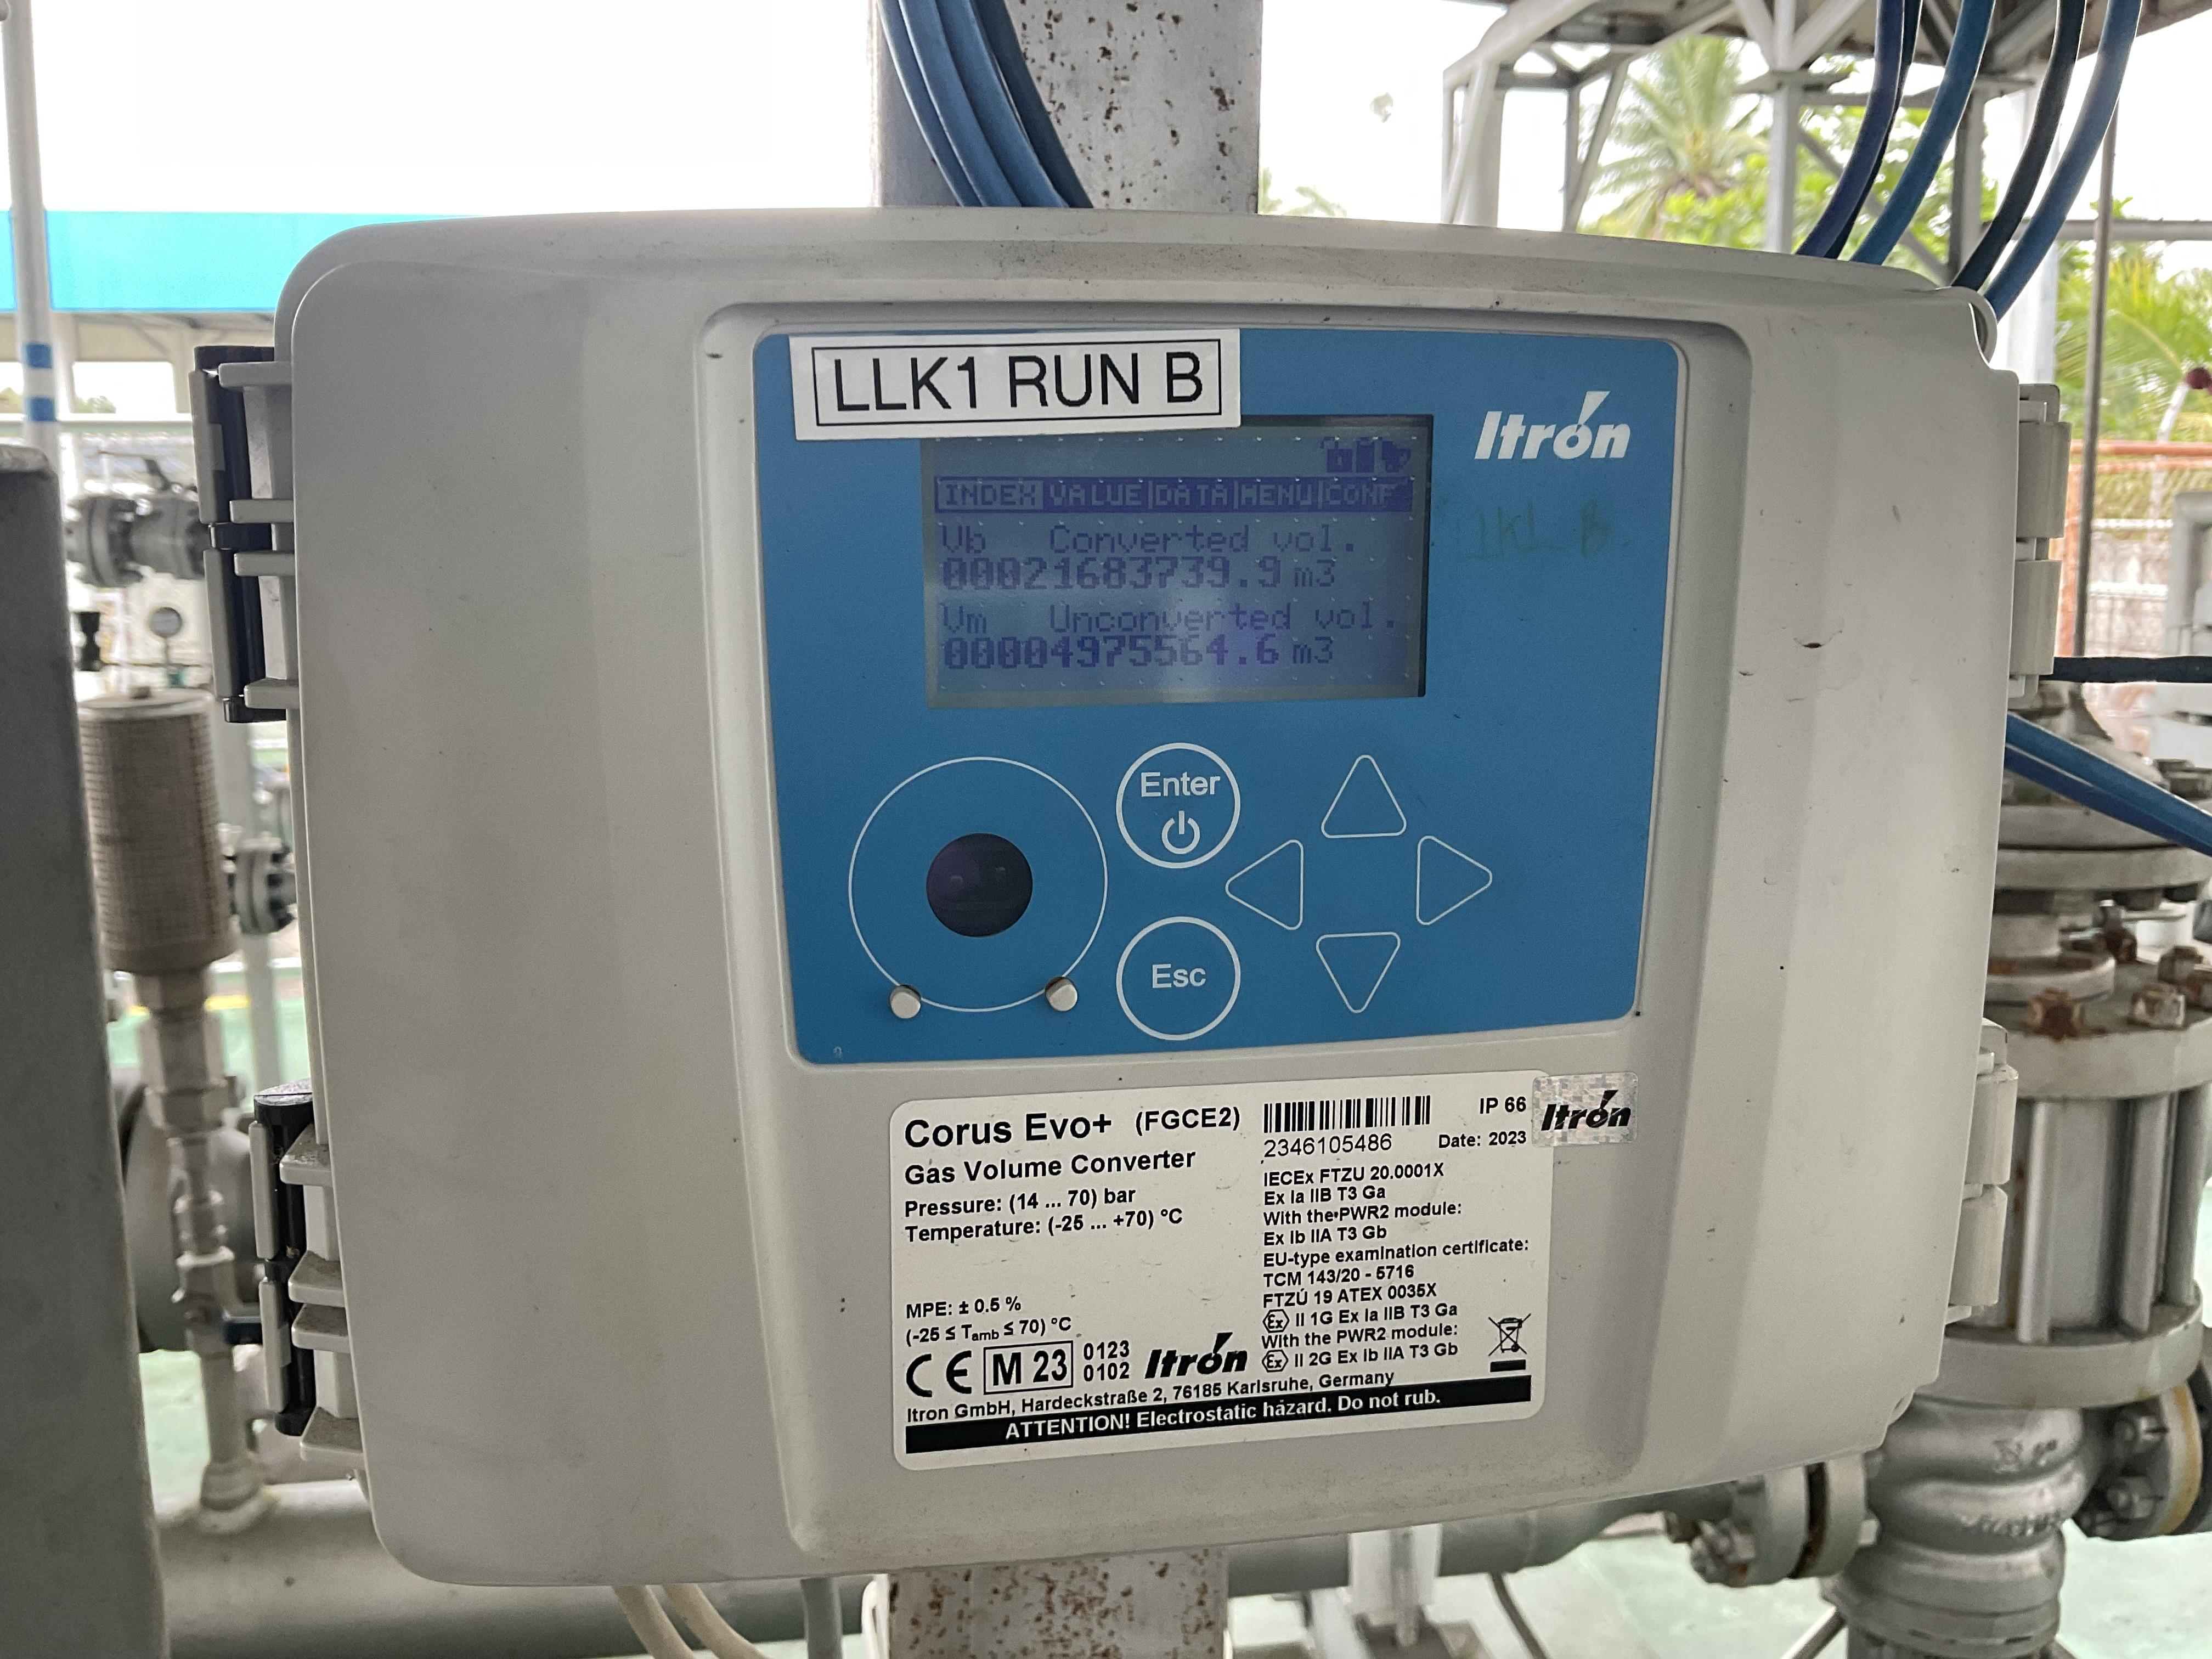 LLK1 RUN B
Itrón
INDEX VALUE|DATA|MENU|CONF
LLK1 B
Vb Converted vol.
00021683739.9 m3
Vm Unconverted vol.
00004975564.6 m3
Enter
Esc
Corus Evo+ (FGCE2)
Gas Volume Converter
Pressure: (14 ... 70) bar
Temperature: (-25 ... +70) °C
MPE: ± 0.5 %
(-25 ≤ Tamb ≤ 70) °C
CE M 23 0123
0102 Itrón
2346105486
IP 66
Date: 2023
Itrón
IECEx FTZU 20.0001X
Ex Ia IIB T3 Ga
With the PWR2 module:
Ex Ib IIA T3 Gb
EU-type examination certificate:
TCM 143/20 - 5716
FTZÚ 19 ATEX 0035X
Ex II 1G Ex Ia IIB T3 Ga
With the PWR2 module:
Ex II 2G Ex Ib IIA T3 Gb
Itron GmbH, Hardeckstraße 2, 76185 Karlsruhe, Germany
ATTENTION! Electrostatic hazard. Do not rub.